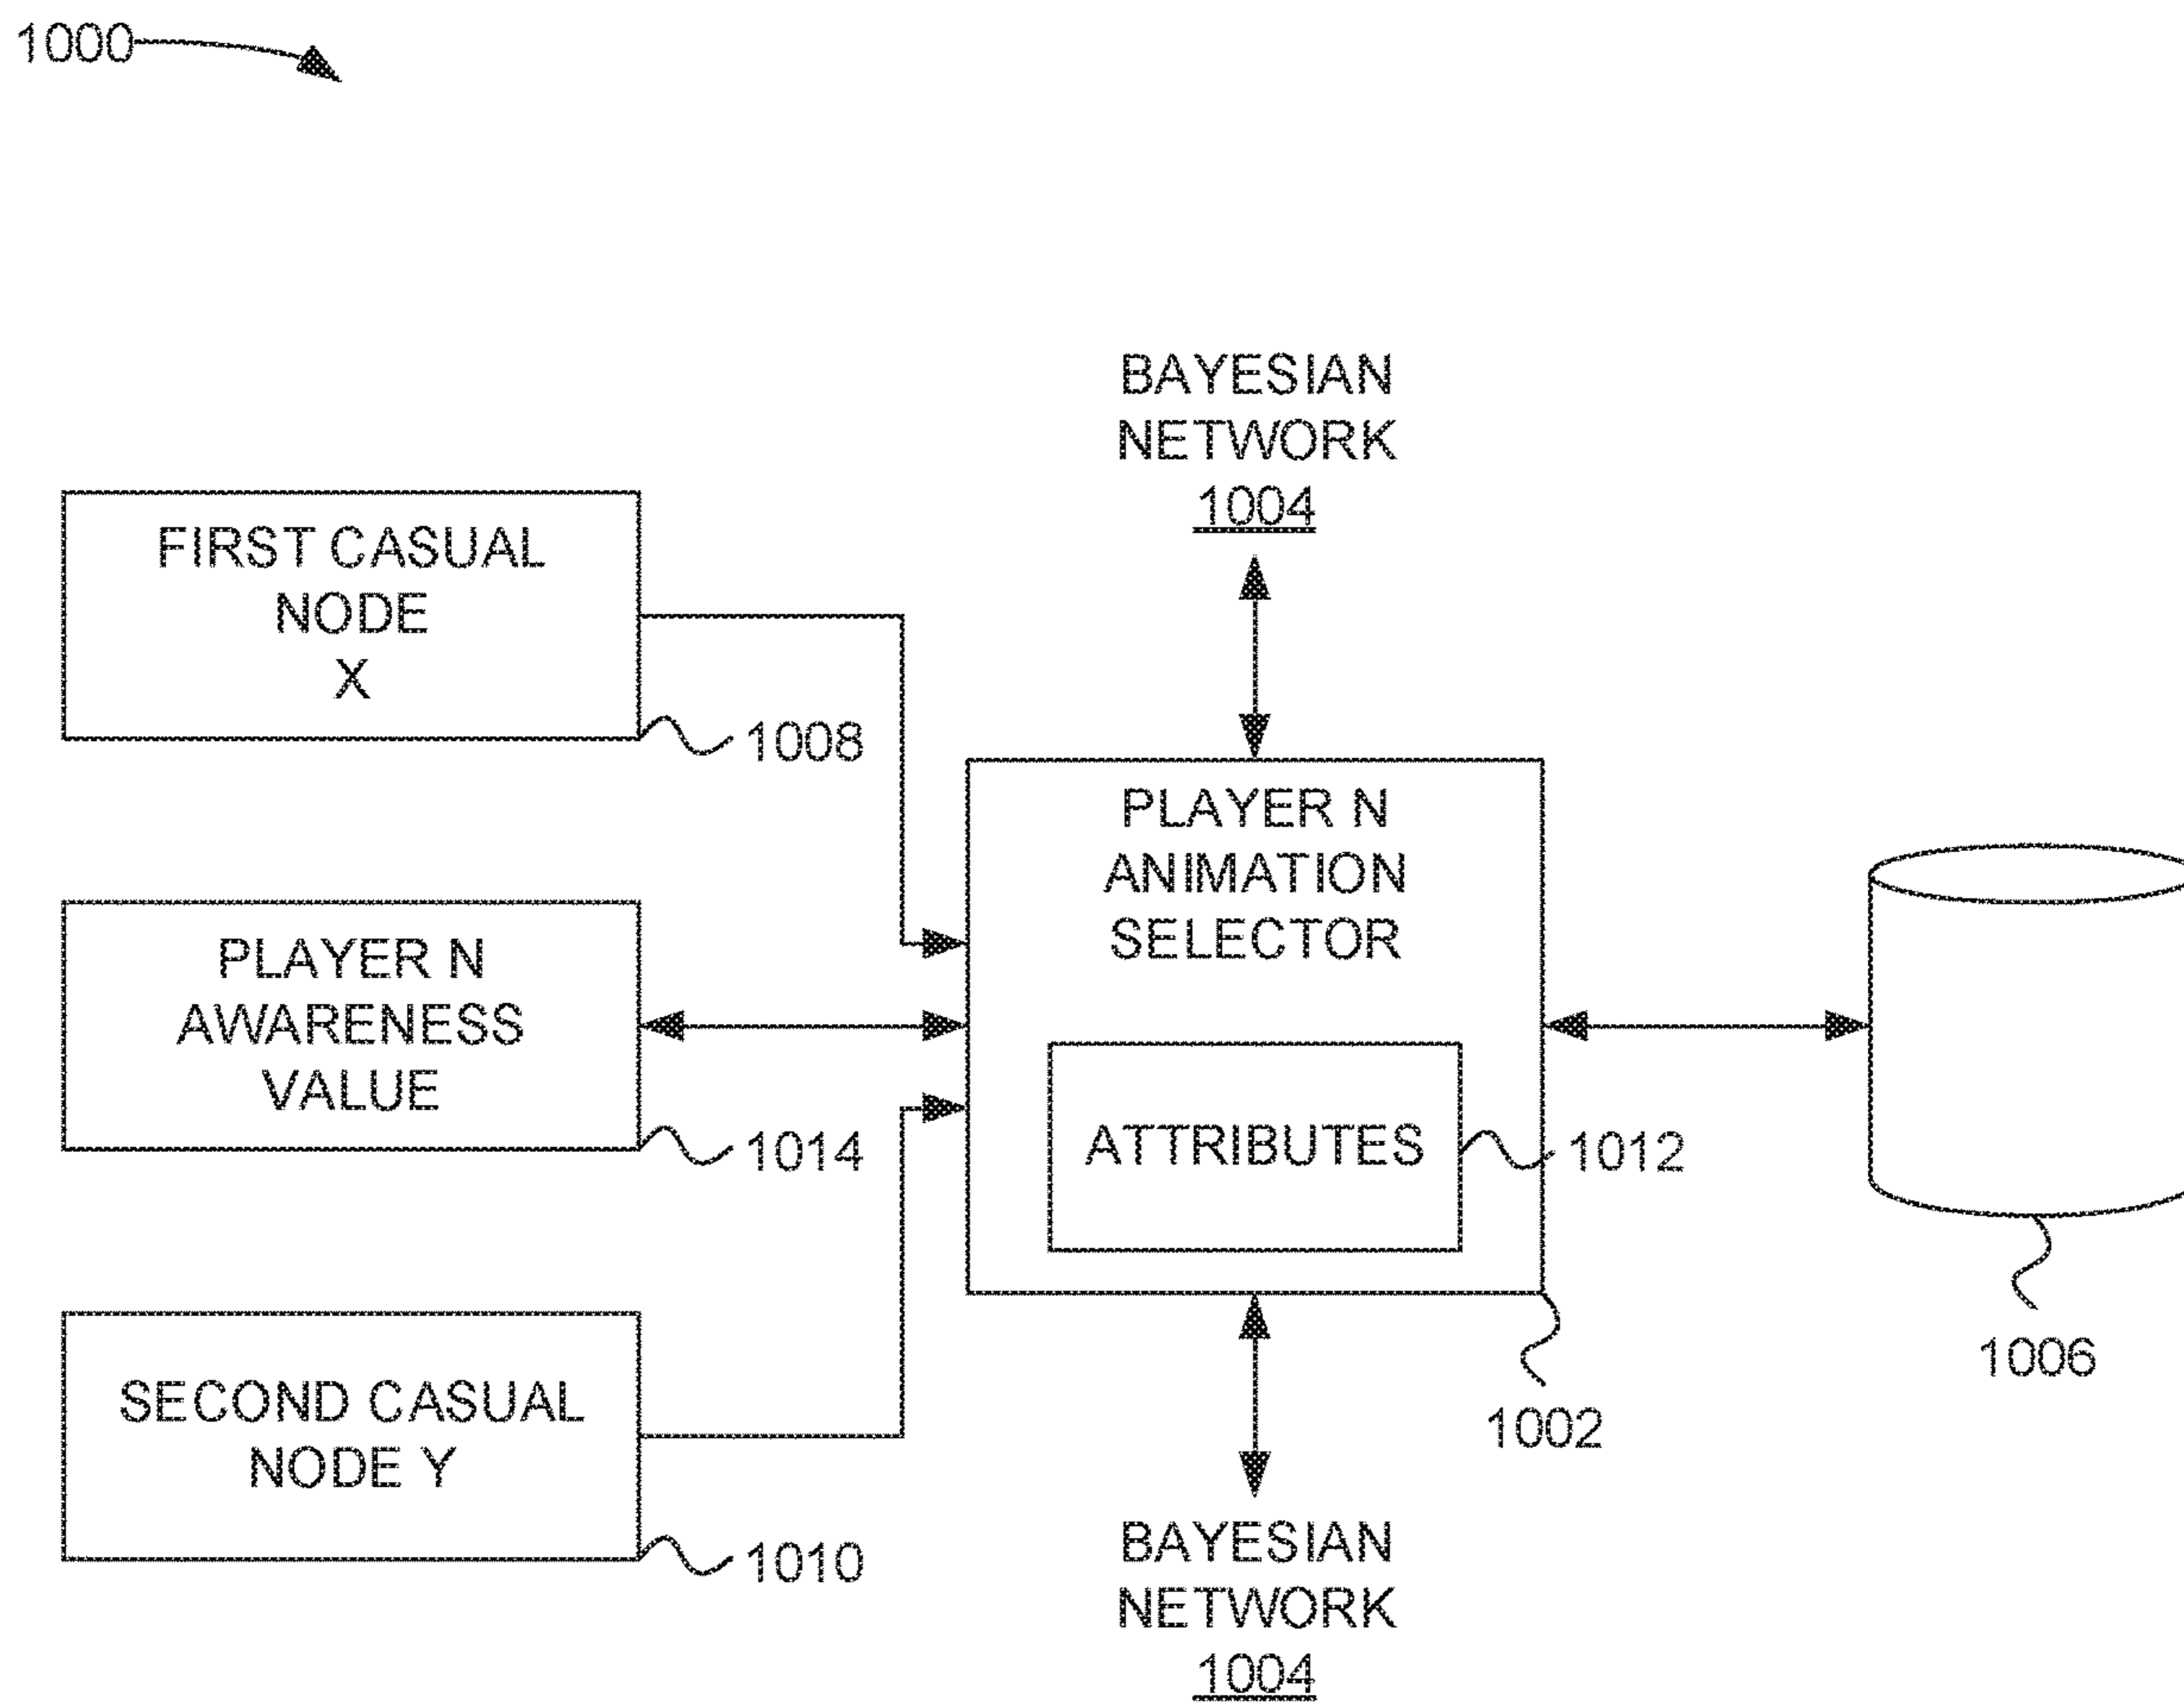 1000
BAYESIAN
NETWORK
1004
FIRST CASUAL
NODE
X
1008
PLAYER N
ANIMATION
SELECTOR
PLAYER N
AWARENESS
VALUE
1014
ATTRIBUTES
1012
1006
SECOND CASUAL
NODE Y
1010
1002
BAYESIAN
NETWORK
1004